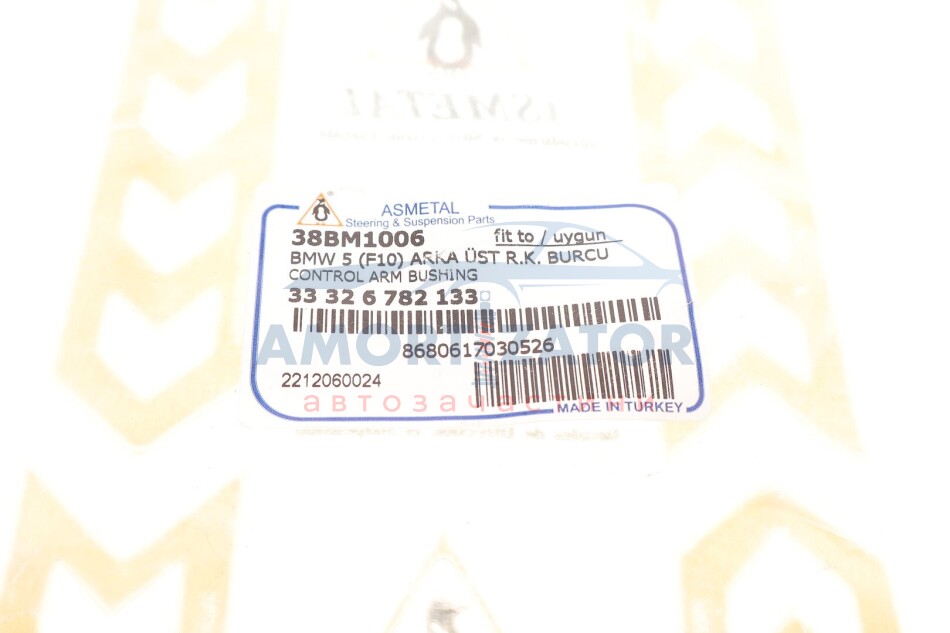 ASMETAL
Steering & Suspension Parts
38BM1006 fit to / uygun
BMW 5 (F10) ARKA ÜST R.K. BURCU
CONTROL ARM BUSHING
33 32 6 782 133
AMORTIZATOR
8680617030526
2212060024
MADE IN TURKEY